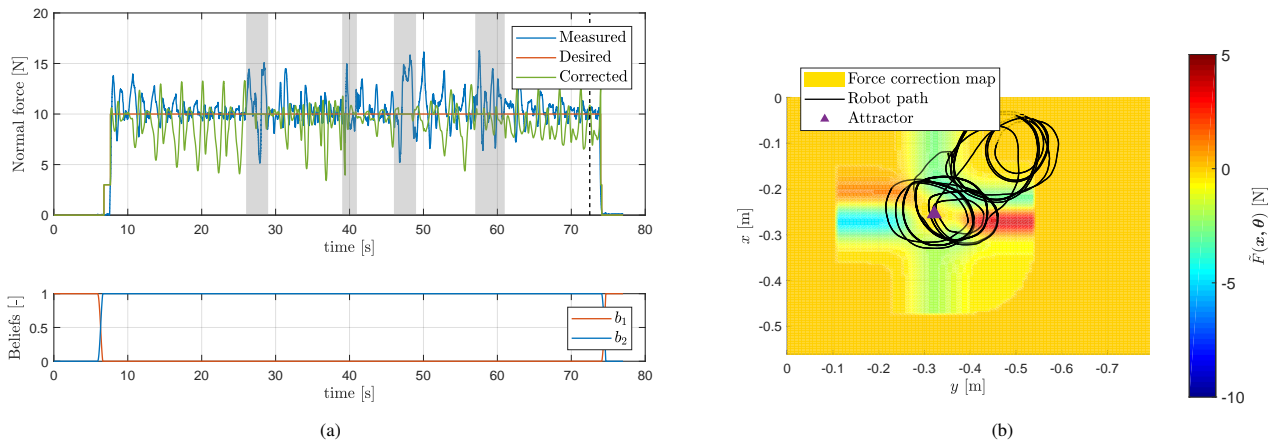 20
15
10
5
0
Normal force [N]
Measured
Desired
Corrected
0 10 20 30 40 50 60 70 80
time [s]
1
0.5
0
Beliefs [-]
b₁
b₂
0 10 20 30 40 50 60 70 80
time [s]
(a)
Force correction map
Robot path
Attractor
0
-0.1
-0.2
-0.3
-0.4
-0.5
x [m]
0 -0.1 -0.2 -0.3 -0.4 -0.5 -0.6 -0.7
y [m]
5
0
-5
-10
F̃(x, θ) [N]
(b)